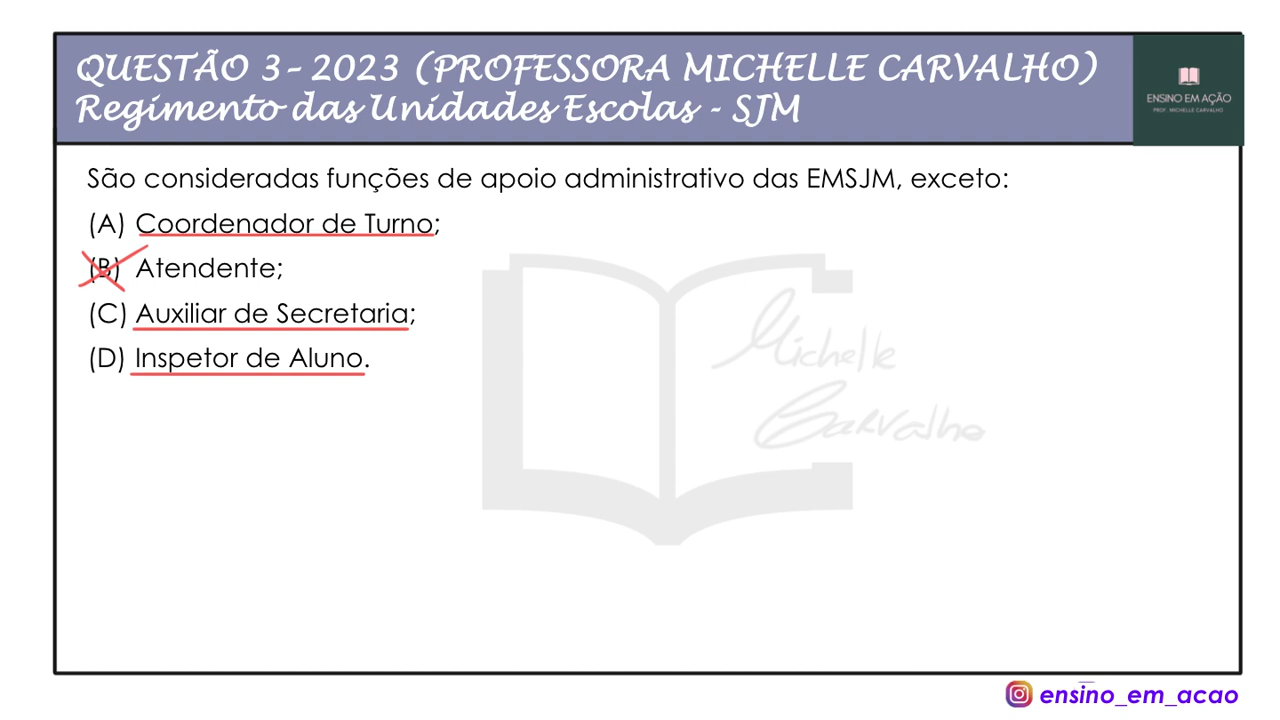 QUESTÃO 3- 2023 (PROFESSORA MICHELLE CARVALHO)
Regimento das Unidades Escolas - SJM
ENSINO EM AÇÃO
PROF. MICHELLE CARVALHO
São consideradas funções de apoio administrativo das EMSJM, exceto:
(A) Coordenador de Turno;
(B) Atendente;
(C) Auxiliar de Secretaria;
(D) Inspetor de Aluno.
Michelle
Carvalho
ensino_em_acao